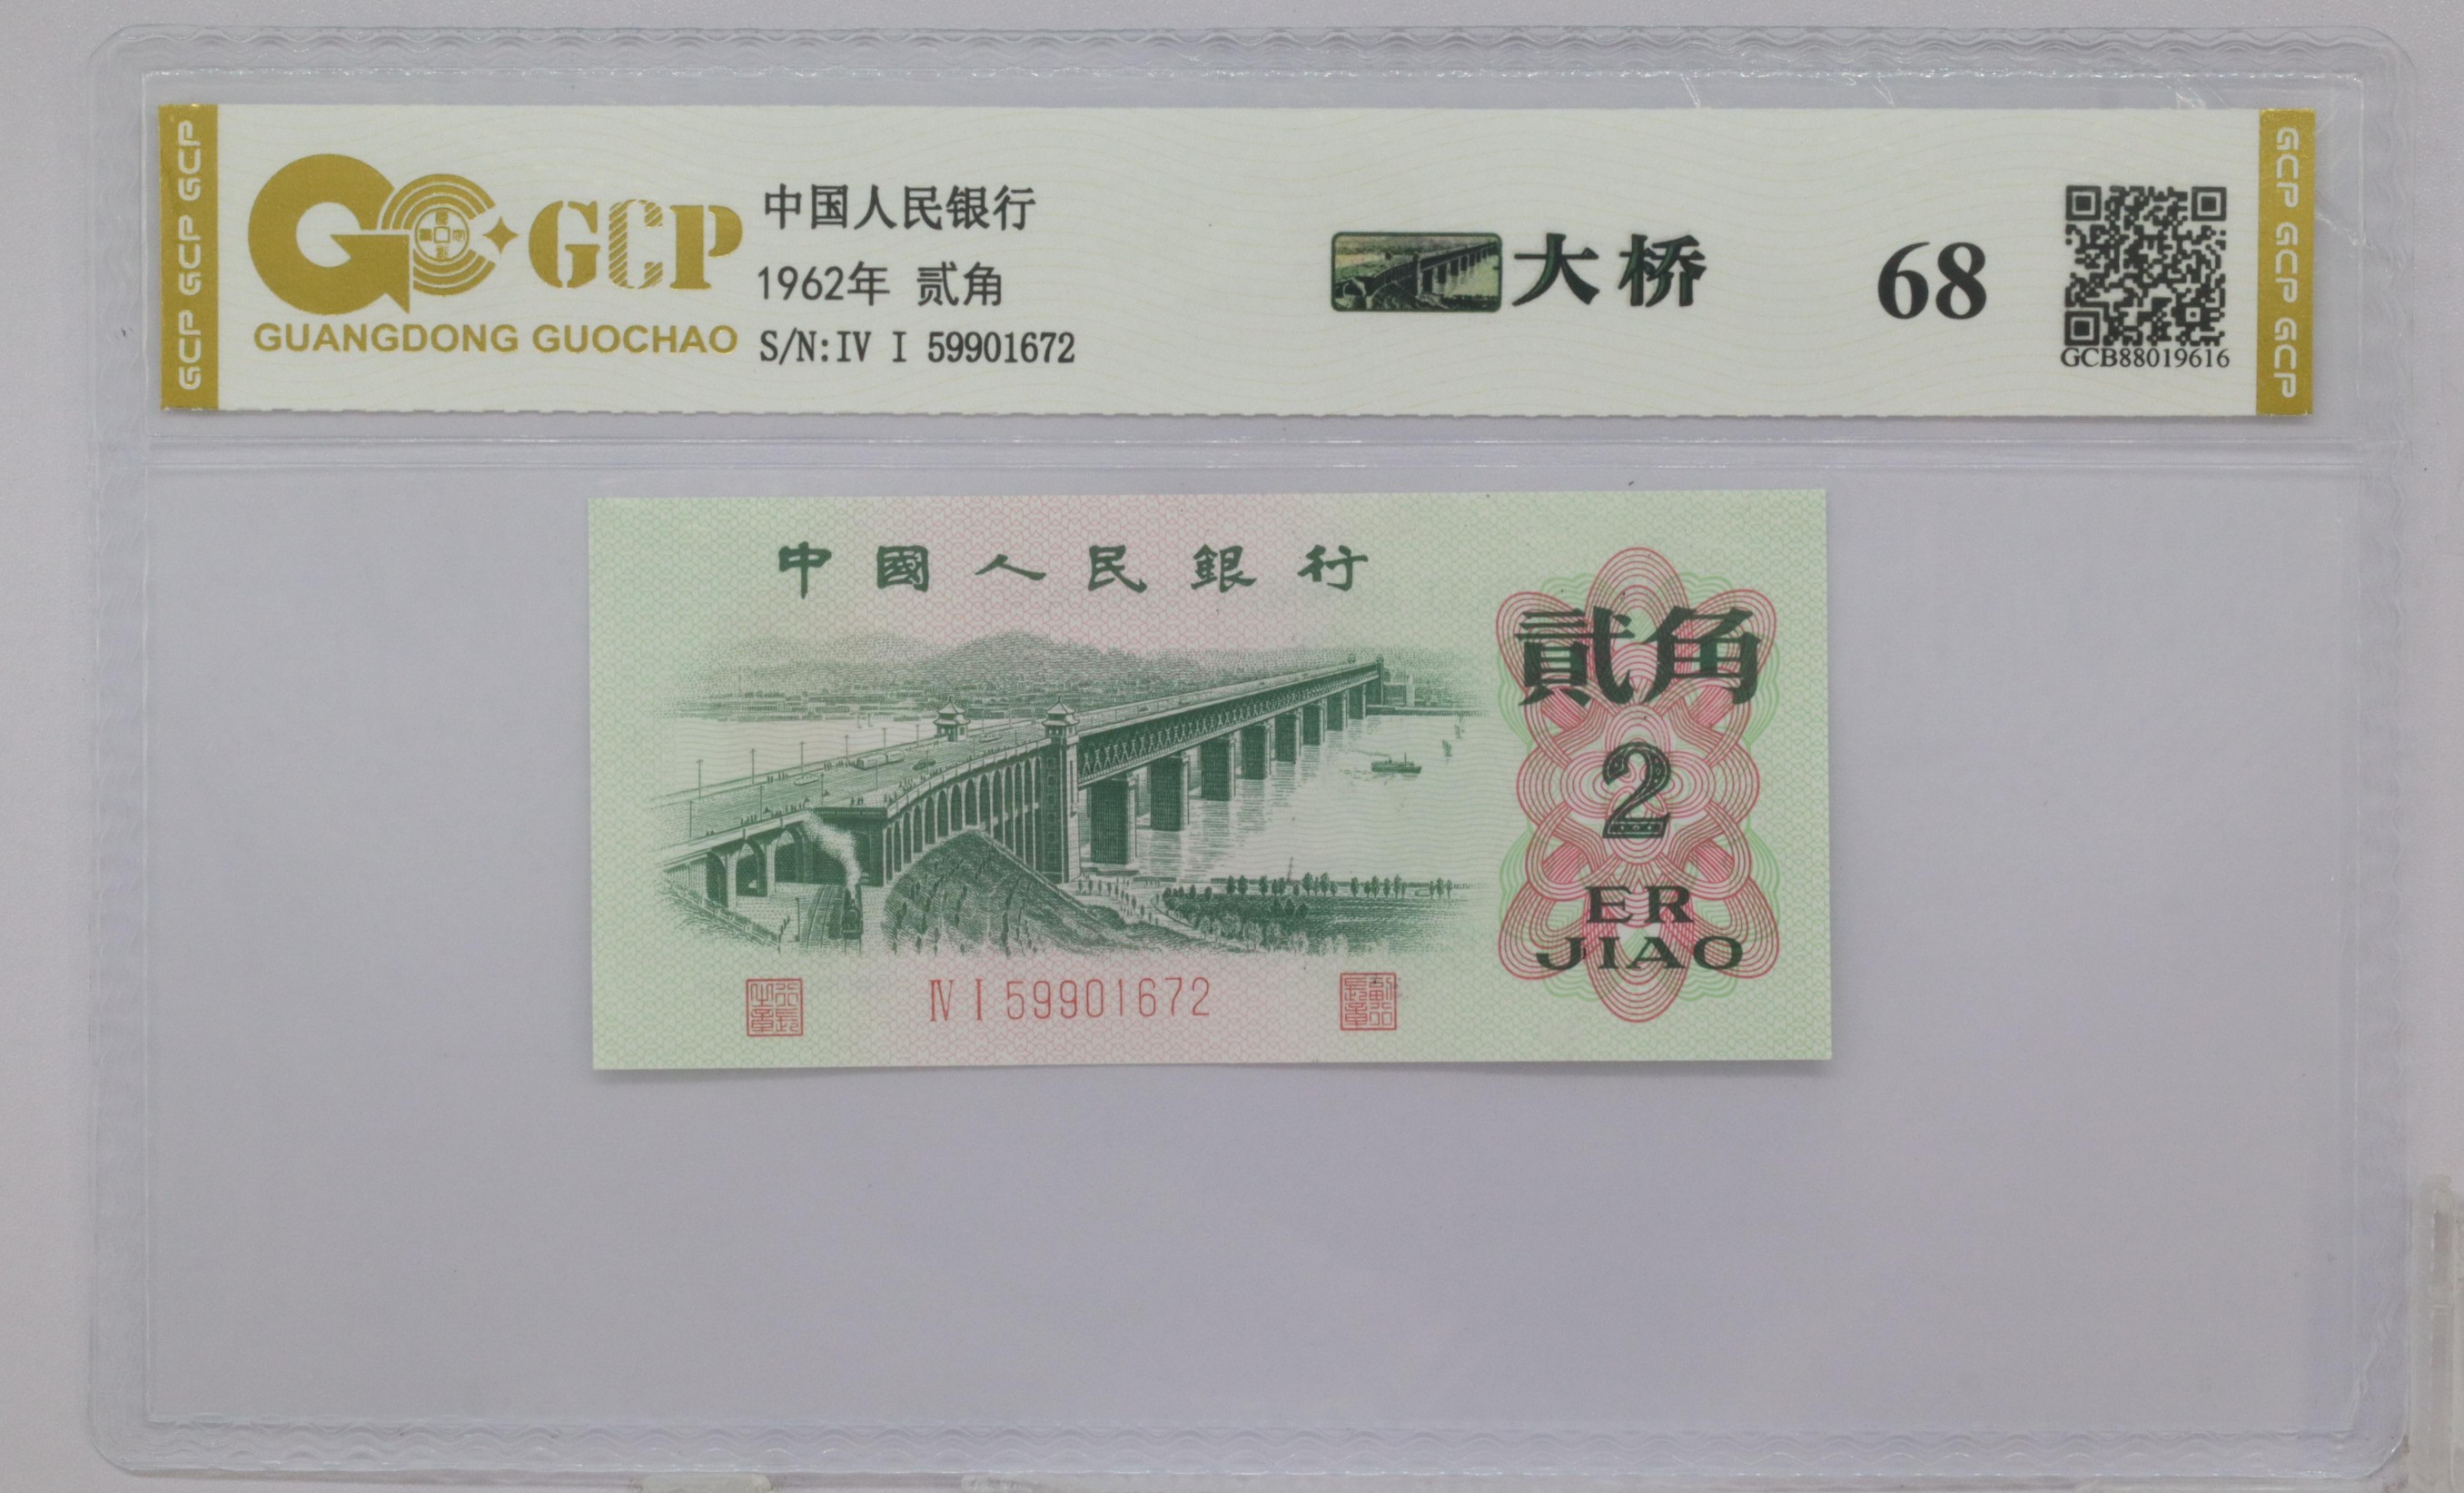 GCP GCP GCP
GCP
GUANGDONG GUOCHAO
中国人民银行
1962年 贰角
S/N:IV I 59901672
大桥
68
GCB88019616
GCP GCP GCP
中國人民銀行
貳角
2
ER
JIAO
ⅣⅠ59901672